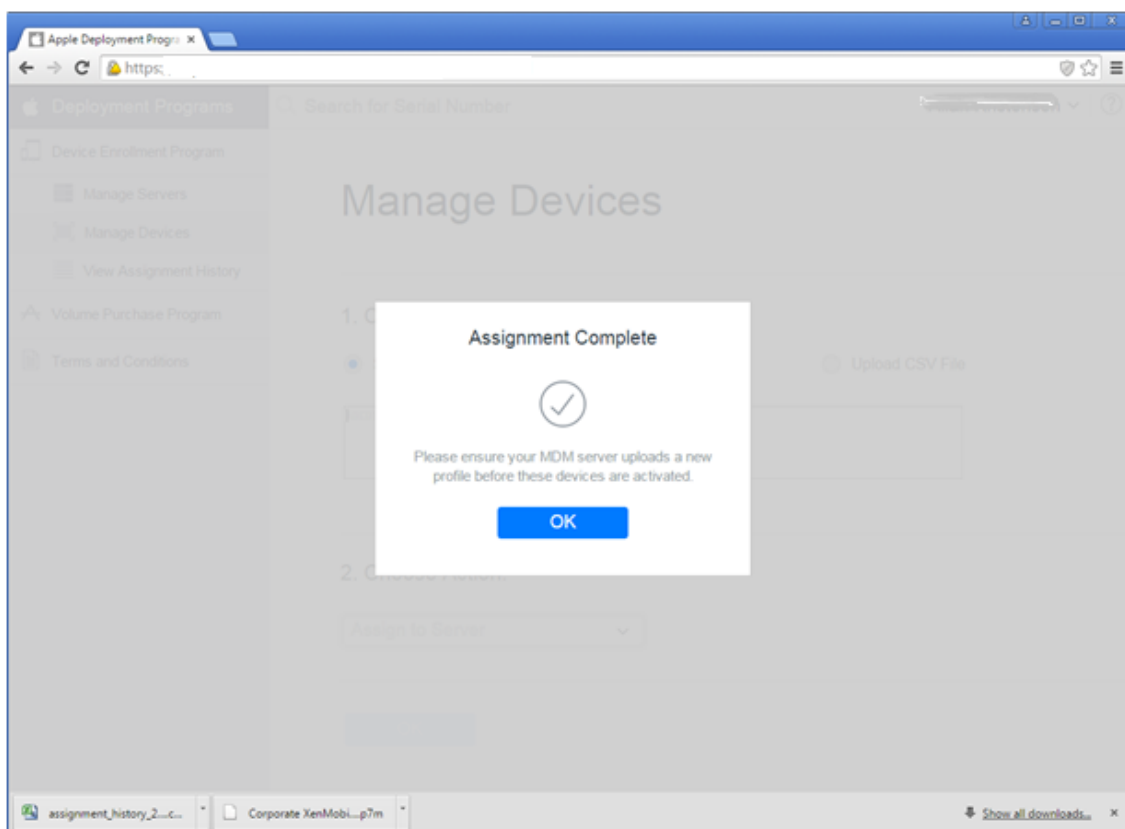 Apple Deployment Progra
https:
Deployment Programs
Search for Serial Number
Device Enrollment Program
Manage Servers
Manage Devices
View Assignment History
Volume Purchase Program
Terms and Conditions
Manage Devices
1. C
Upload CSV File
Assignment Complete
Please ensure your MDM server uploads a new
profile before these devices are activated.
OK
2. Choose Action:
Assign to Server
assignment_history_2....c...
Corporate XenMobi....p7m
Show all downloads...